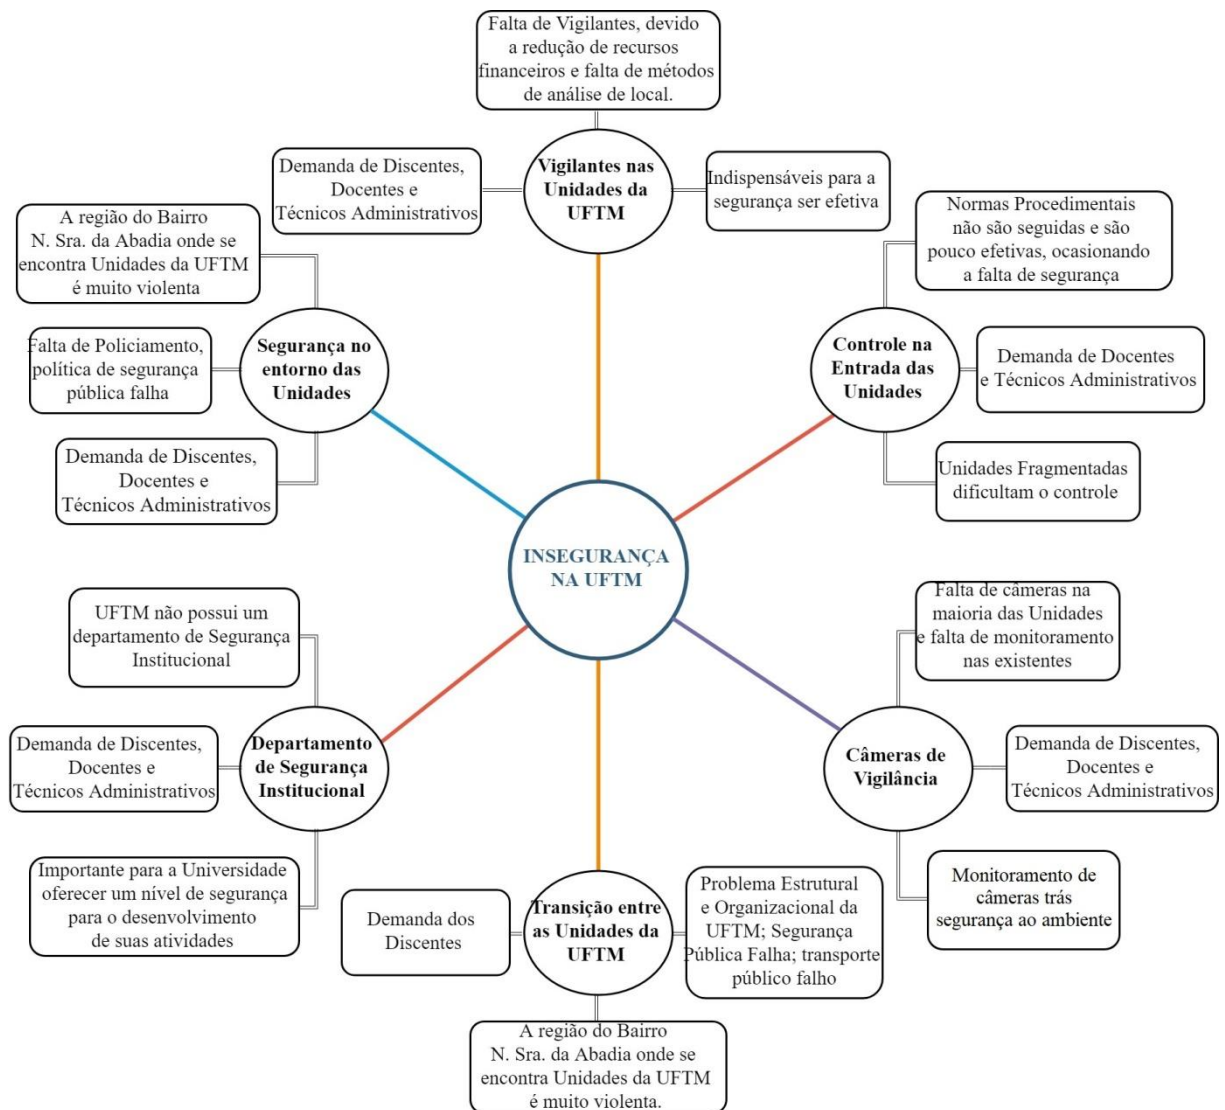 Falta de Vigilantes, devido
a redução de recursos
financeiros e falta de métodos
de análise de local.
Demanda de Discentes,
Docentes e
Técnicos Administrativos
Vigilantes nas
Unidades da
UFTM
Indispensáveis para a
segurança ser efetiva
A região do Bairro
N. Sra. da Abadia onde se
encontra Unidades da UFTM
é muito violenta
Falta de Policiamento,
política de segurança
pública falha
Demanda de Discentes,
Docentes e
Técnicos Administrativos
Segurança no
entorno das
Unidades
Normas Procedimentais
não são seguidas e são
pouco efetivas, ocasionando
a falta de segurança
Controle na
Entrada das
Unidades
Demanda de Docentes
e Técnicos Administrativos
Unidades Fragmentadas
dificultam o controle
INSEGURANÇA
NA UFTM
UFTM não possui um
departamento de Segurança
Institucional
Demanda de Discentes,
Docentes e
Técnicos Administrativos
Departamento
de Segurança
Institucional
Importante para a Universidade
oferecer um nível de segurança
para o desenvolvimento
de suas atividades
Falta de câmeras na
maioria das Unidades
e falta de monitoramento
nas existentes
Câmeras de
Vigilância
Demanda de Discentes,
Docentes e
Técnicos Administrativos
Monitoramento de
câmeras trás
segurança ao ambiente
Demanda dos
Discentes
Transição entre
as Unidades da
UFTM
Problema Estrutural
e Organizacional da
UFTM; Segurança
Pública Falha; transporte
público falho
A região do Bairro
N. Sra. da Abadia onde se
encontra Unidades da UFTM
é muito violenta.